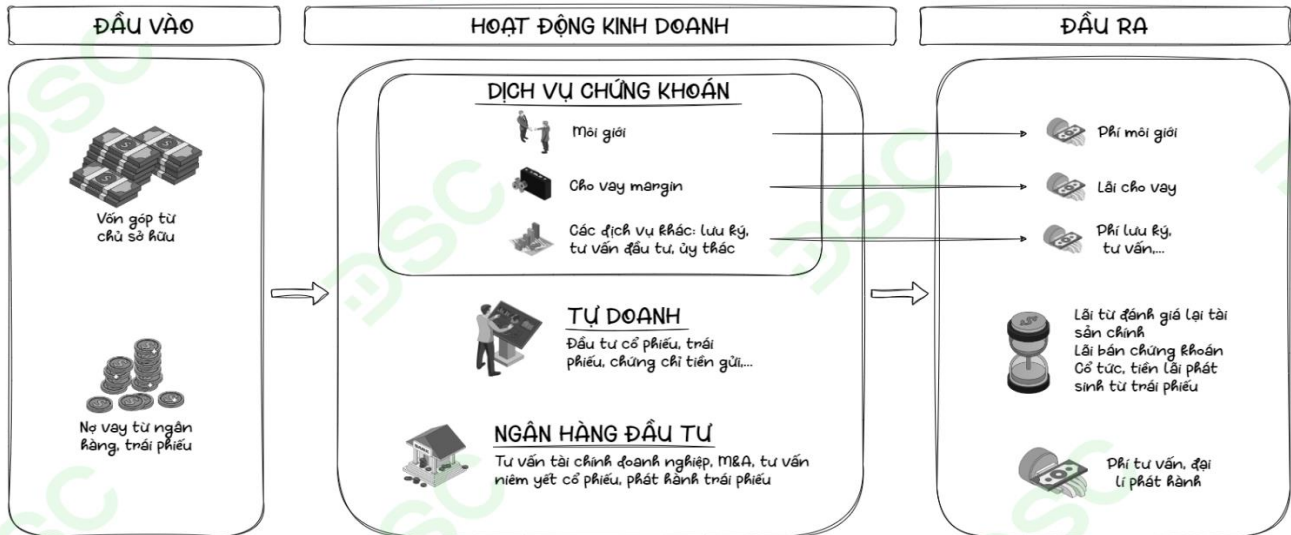 ĐẦU VÀO
HOẠT ĐỘNG KINH DOANH
ĐẦU RA
Vốn góp từ
chủ sở hữu
Nợ vay từ ngân
hàng, trái phiếu
DỊCH VỤ CHỨNG KHOÁN
Môi giới
Cho vay margin
Các dịch vụ khác: lưu ký,
tư vấn đầu tư, ủy thác
TỰ DOANH
Đầu tư cổ phiếu, trái
phiếu, chứng chỉ tiền gửi,...
NGÂN HÀNG ĐẦU TƯ
Tư vấn tài chính doanh nghiệp, M&A, tư vấn
niêm yết cổ phiếu, phát hành trái phiếu
Phí môi giới
Lãi cho vay
Phí lưu ký,
tư vấn,...
Lãi từ đánh giá lại tài
sản chính
Lãi bán chứng khoán
Cổ tức, tiền lãi phát
sinh từ trái phiếu
Phí tư vấn, đại
lí phát hành
DSC
DSC
DSC
DSC
DSC